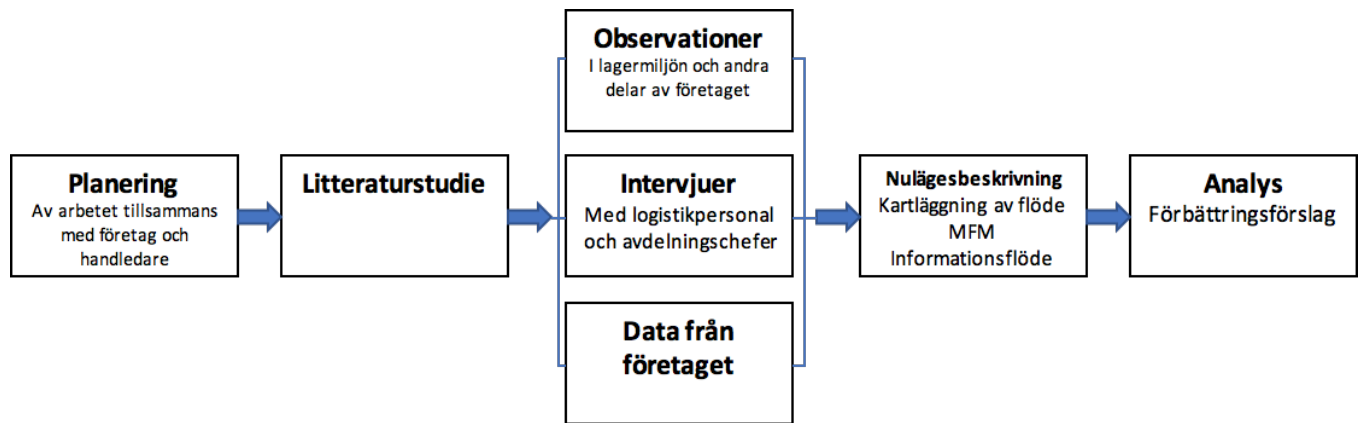 Planering
Av arbetet tillsammans
med företag och
handledare
Litteraturstudie
Observationer
I lagermiljön och andra
delar av företaget
Intervjuer
Med logistikpersonal
och avdelningschefer
Data från
företaget
Nulägesbeskrivning
Kartläggning av flöde
MFM
Informationsflöde
Analys
Förbättringsförslag